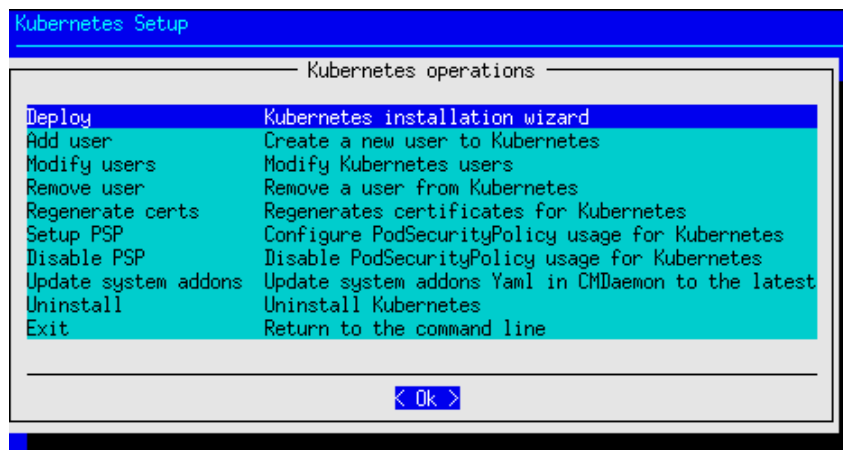 Kubernetes Setup
Kubernetes operations
Deploy Kubernetes installation wizard
Add user Create a new user to Kubernetes
Modify users Modify Kubernetes users
Remove user Remove a user from Kubernetes
Regenerate certs Regenerates certificates for Kubernetes
Setup PSP Configure PodSecurityPolicy usage for Kubernetes
Disable PSP Disable PodSecurityPolicy usage for Kubernetes
Update system addons Update system addons Yaml in CMDaemon to the latest
Uninstall Uninstall Kubernetes
Exit Return to the command line
< Ok >